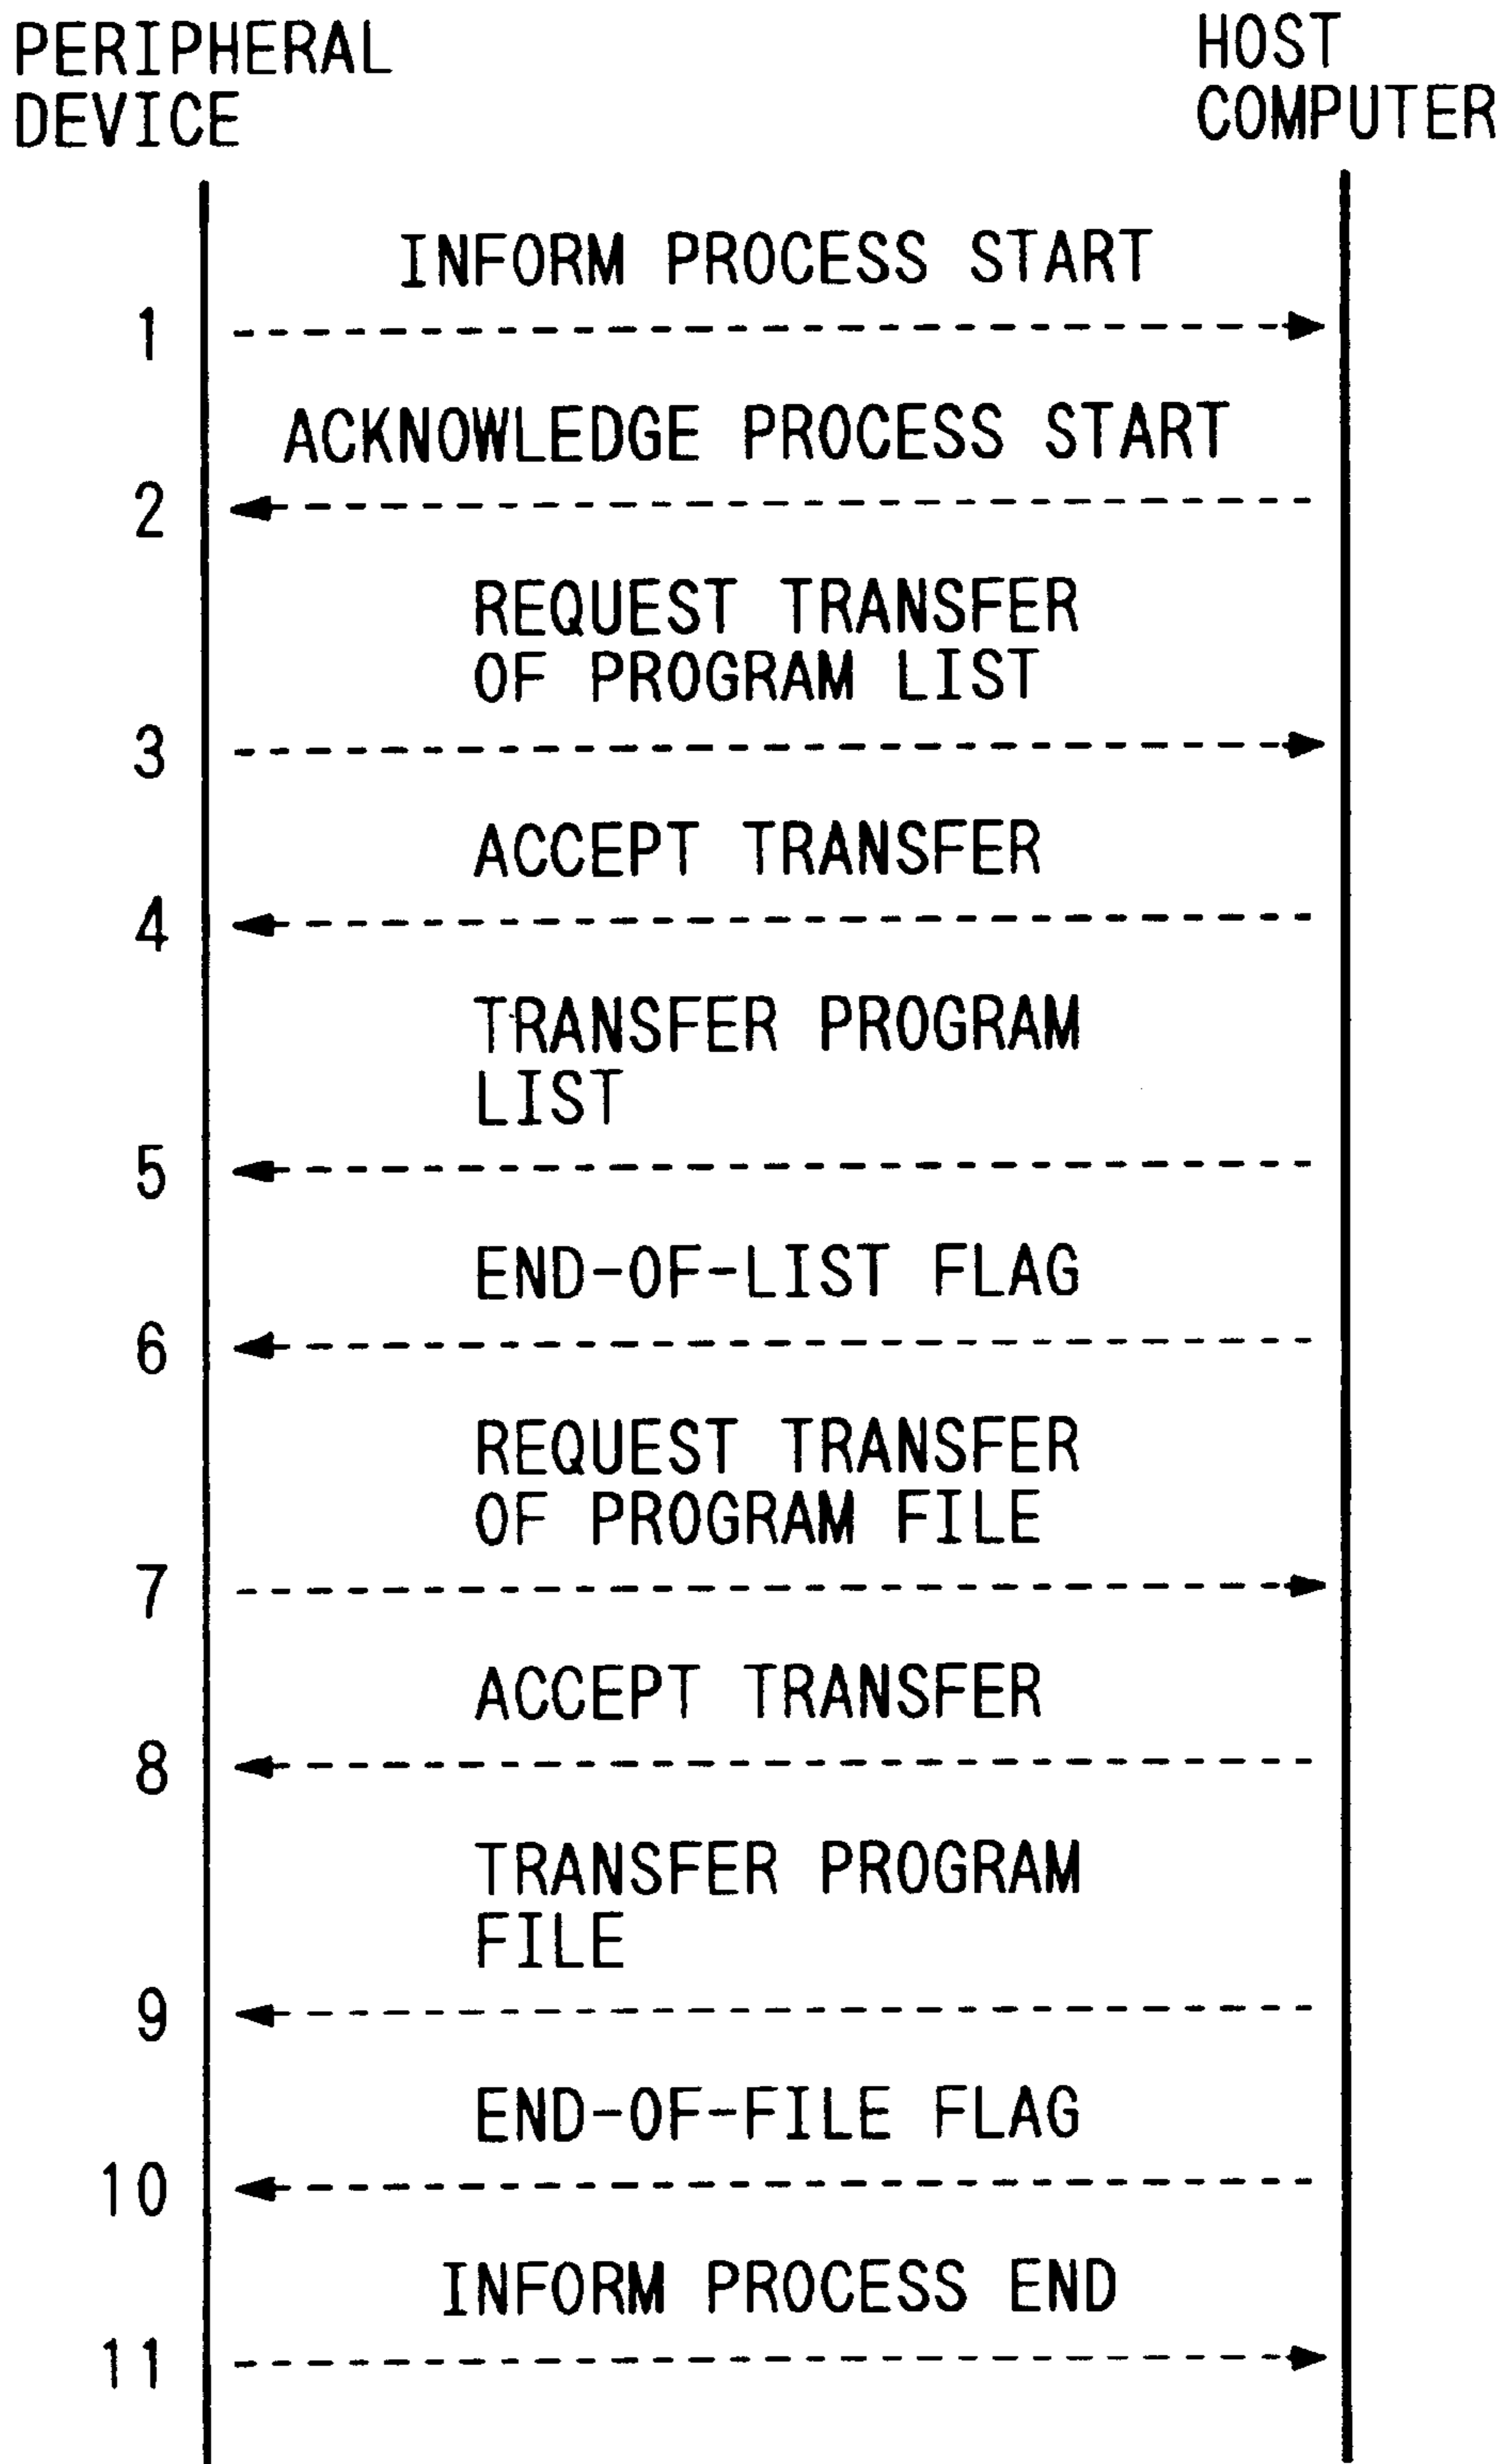 PERIPHERAL
DEVICE
HOST
COMPUTER
INFORM PROCESS START
1
ACKNOWLEDGE PROCESS START
2
REQUEST TRANSFER
OF PROGRAM LIST
3
ACCEPT TRANSFER
4
TRANSFER PROGRAM
LIST
5
END-OF-LIST FLAG
6
REQUEST TRANSFER
OF PROGRAM FILE
7
ACCEPT TRANSFER
8
TRANSFER PROGRAM
FILE
9
END-OF-FILE FLAG
10
INFORM PROCESS END
11